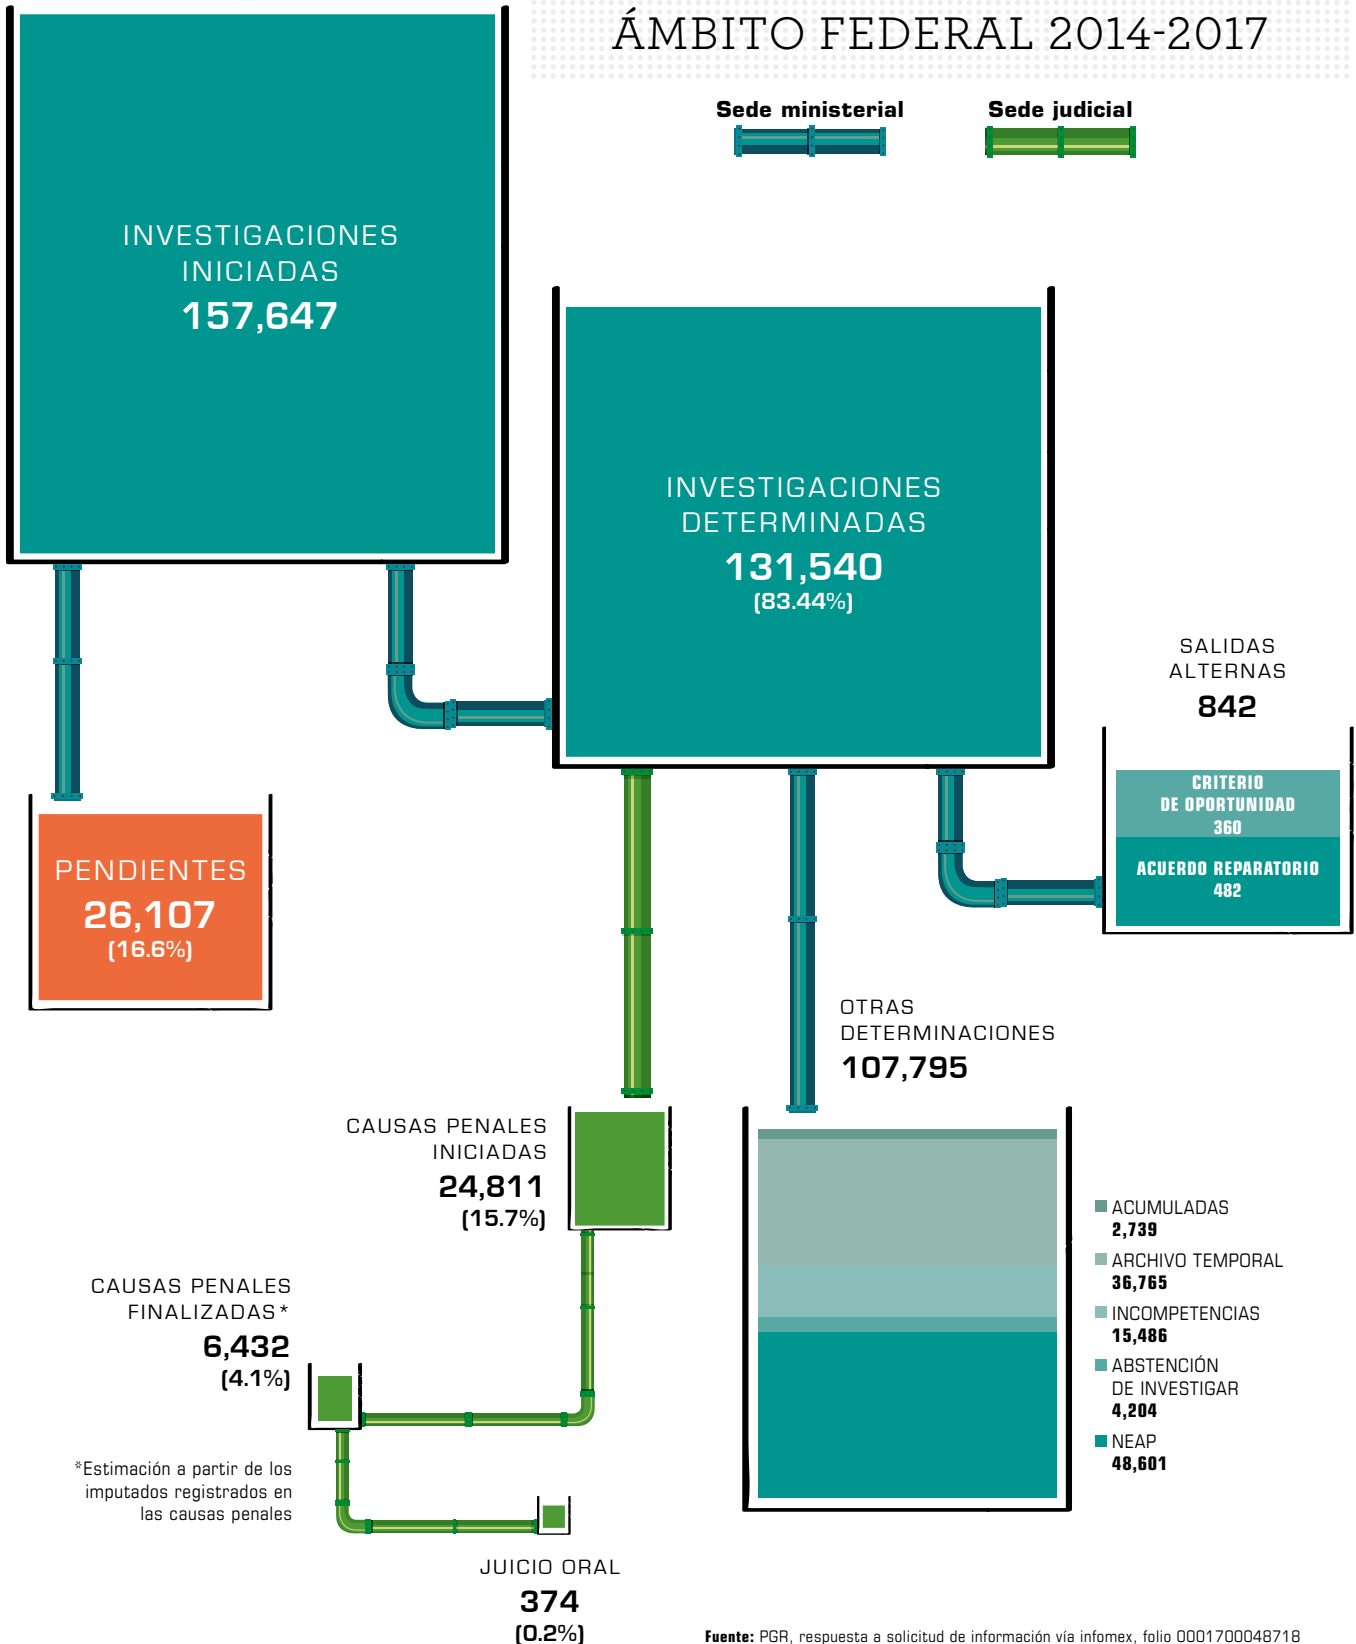 ÁMBITO FEDERAL 2014-2017
Sede ministerial
Sede judicial
INVESTIGACIONES
INICIADAS
157,647
INVESTIGACIONES
DETERMINADAS
131,540
(83.44%)
SALIDAS
ALTERNAS
842
CRITERIO
DE OPORTUNIDAD
360
ACUERDO REPARATORIO
482
PENDIENTES
26,107
(16.6%)
OTRAS
DETERMINACIONES
107,795
CAUSAS PENALES
INICIADAS
24,811
(15.7%)
ACUMULADAS
2,739
ARCHIVO TEMPORAL
36,765
INCOMPETENCIAS
15,486
ABSTENCIÓN
DE INVESTIGAR
4,204
NEAP
48,601
CAUSAS PENALES
FINALIZADAS*
6,432
(4.1%)
*Estimación a partir de los
imputados registrados en
las causas penales
JUICIO ORAL
374
(0.2%)
Fuente: PGR, respuesta a solicitud de información vía infomex, folio 0001700048718